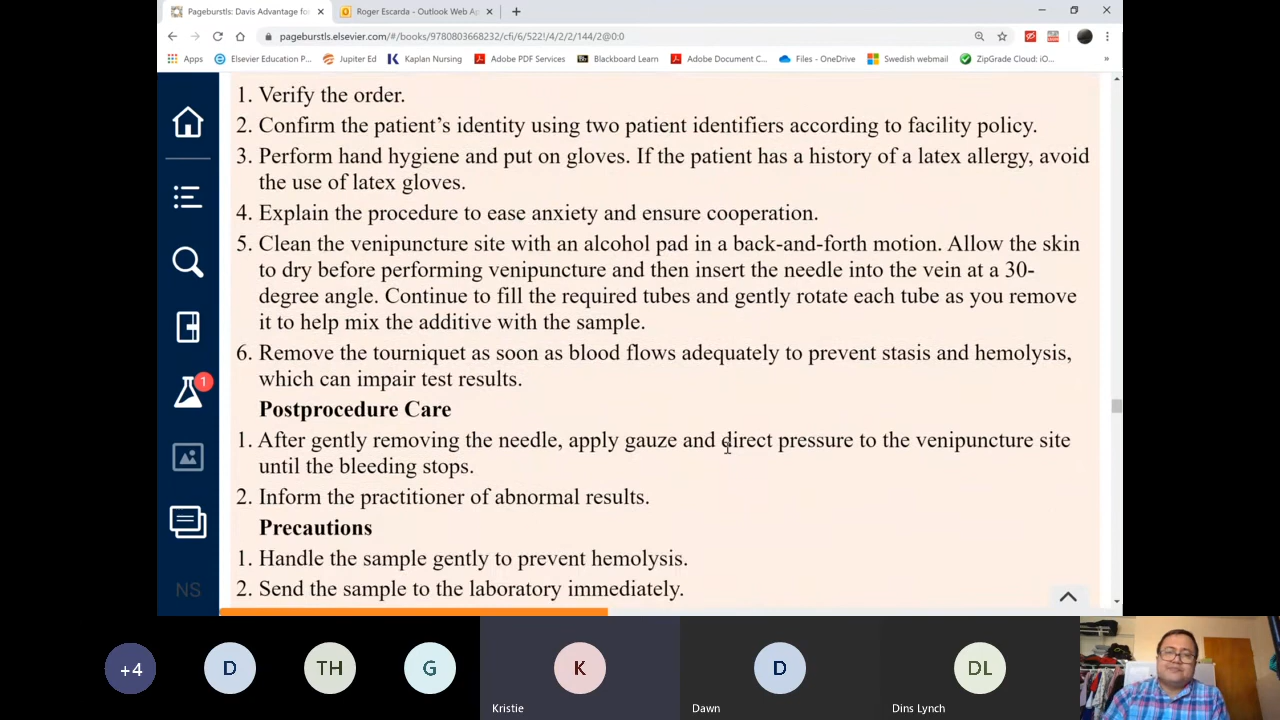 Pageburstls: Davis Advantage fo
Roger Escarda - Outlook Web Ap
pageburstls.elsevier.com/#/books/9780803668232/cfi/6/522!/4/2/2/144/2@0:0
Apps
Elsevier Education P...
Jupiter Ed
Kaplan Nursing
Adobe PDF Services
Blackboard Learn
Adobe Document C...
Files - OneDrive
Swedish webmail
ZipGrade Cloud: iO...
»
1. Verify the order.
2. Confirm the patient's identity using two patient identifiers according to facility policy.
3. Perform hand hygiene and put on gloves. If the patient has a history of a latex allergy, avoid
the use of latex gloves.
4. Explain the procedure to ease anxiety and ensure cooperation.
5. Clean the venipuncture site with an alcohol pad in a back-and-forth motion. Allow the skin
to dry before performing venipuncture and then insert the needle into the vein at a 30-
degree angle. Continue to fill the required tubes and gently rotate each tube as you remove
it to help mix the additive with the sample.
6. Remove the tourniquet as soon as blood flows adequately to prevent stasis and hemolysis,
which can impair test results.
Postprocedure Care
1. After gently removing the needle, apply gauze and direct pressure to the venipuncture site
until the bleeding stops.
2. Inform the practitioner of abnormal results.
Precautions
1. Handle the sample gently to prevent hemolysis.
2. Send the sample to the laboratory immediately.
1
NS
+4
D
TH
G
K
D
DL
Kristie
Dawn
Dins Lynch